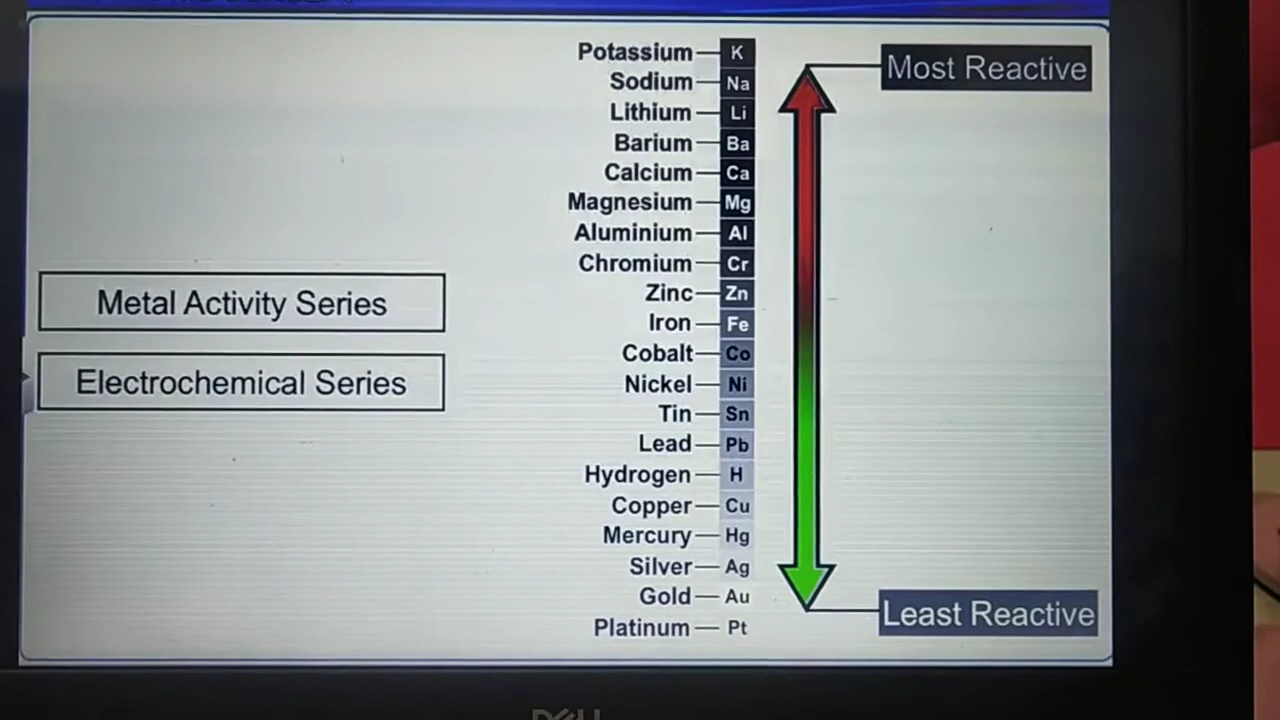 Potassium K
Sodium Na
Lithium Li
Barium Ba
Calcium Ca
Magnesium Mg
Aluminium Al
Chromium Cr
Zinc Zn
Iron Fe
Cobalt Co
Nickel Ni
Tin Sn
Lead Pb
Hydrogen H
Copper Cu
Mercury Hg
Silver Ag
Gold Au
Platinum Pt
Most Reactive
Least Reactive
Metal Activity Series
Electrochemical Series